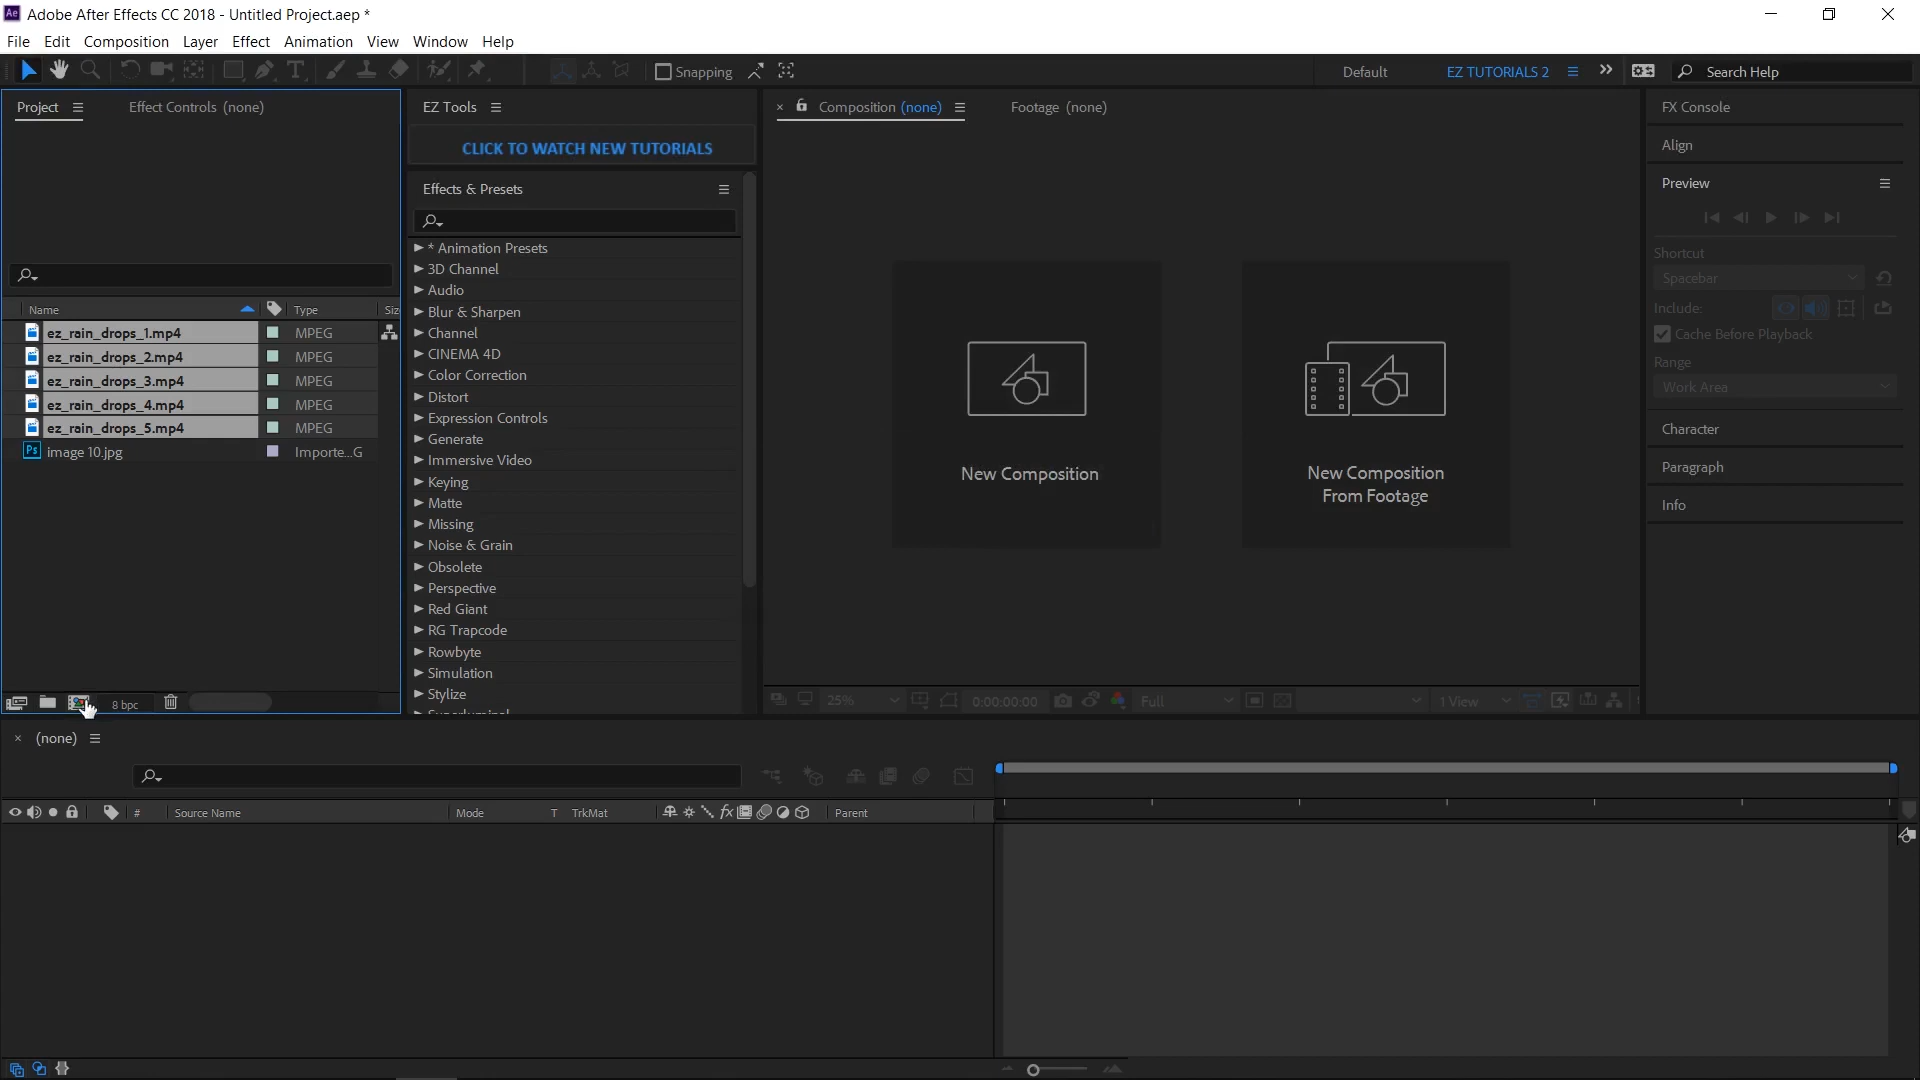 Adobe After Effects CC 2018 - Untitled Project.aep *
File Edit Composition Layer Effect Animation View Window Help
Snapping Default EZ TUTORIALS 2 Search Help
Project Effect Controls (none)
Name Type Siz
ez_rain_drops_1.mp4 MPEG
ez_rain_drops_2.mp4 MPEG
ez_rain_drops_3.mp4 MPEG
ez_rain_drops_4.mp4 MPEG
ez_rain_drops_5.mp4 MPEG
image 10.jpg Importe...G
8 bpc
EZ Tools
CLICK TO WATCH NEW TUTORIALS
Effects & Presets
* Animation Presets
3D Channel
Audio
Blur & Sharpen
Channel
CINEMA 4D
Color Correction
Distort
Expression Controls
Generate
Immersive Video
Keying
Matte
Missing
Noise & Grain
Obsolete
Perspective
Red Giant
RG Trapcode
Rowbyte
Simulation
Stylize
Composition (none) Footage (none)
New Composition
New Composition
From Footage
25% 0:00:00:00 Full 1 View
FX Console
Align
Preview
Shortcut
Spacebar
Include:
Cache Before Playback
Range
Work Area
Character
Paragraph
Info
(none)
# Source Name Mode T TrkMat fx Parent